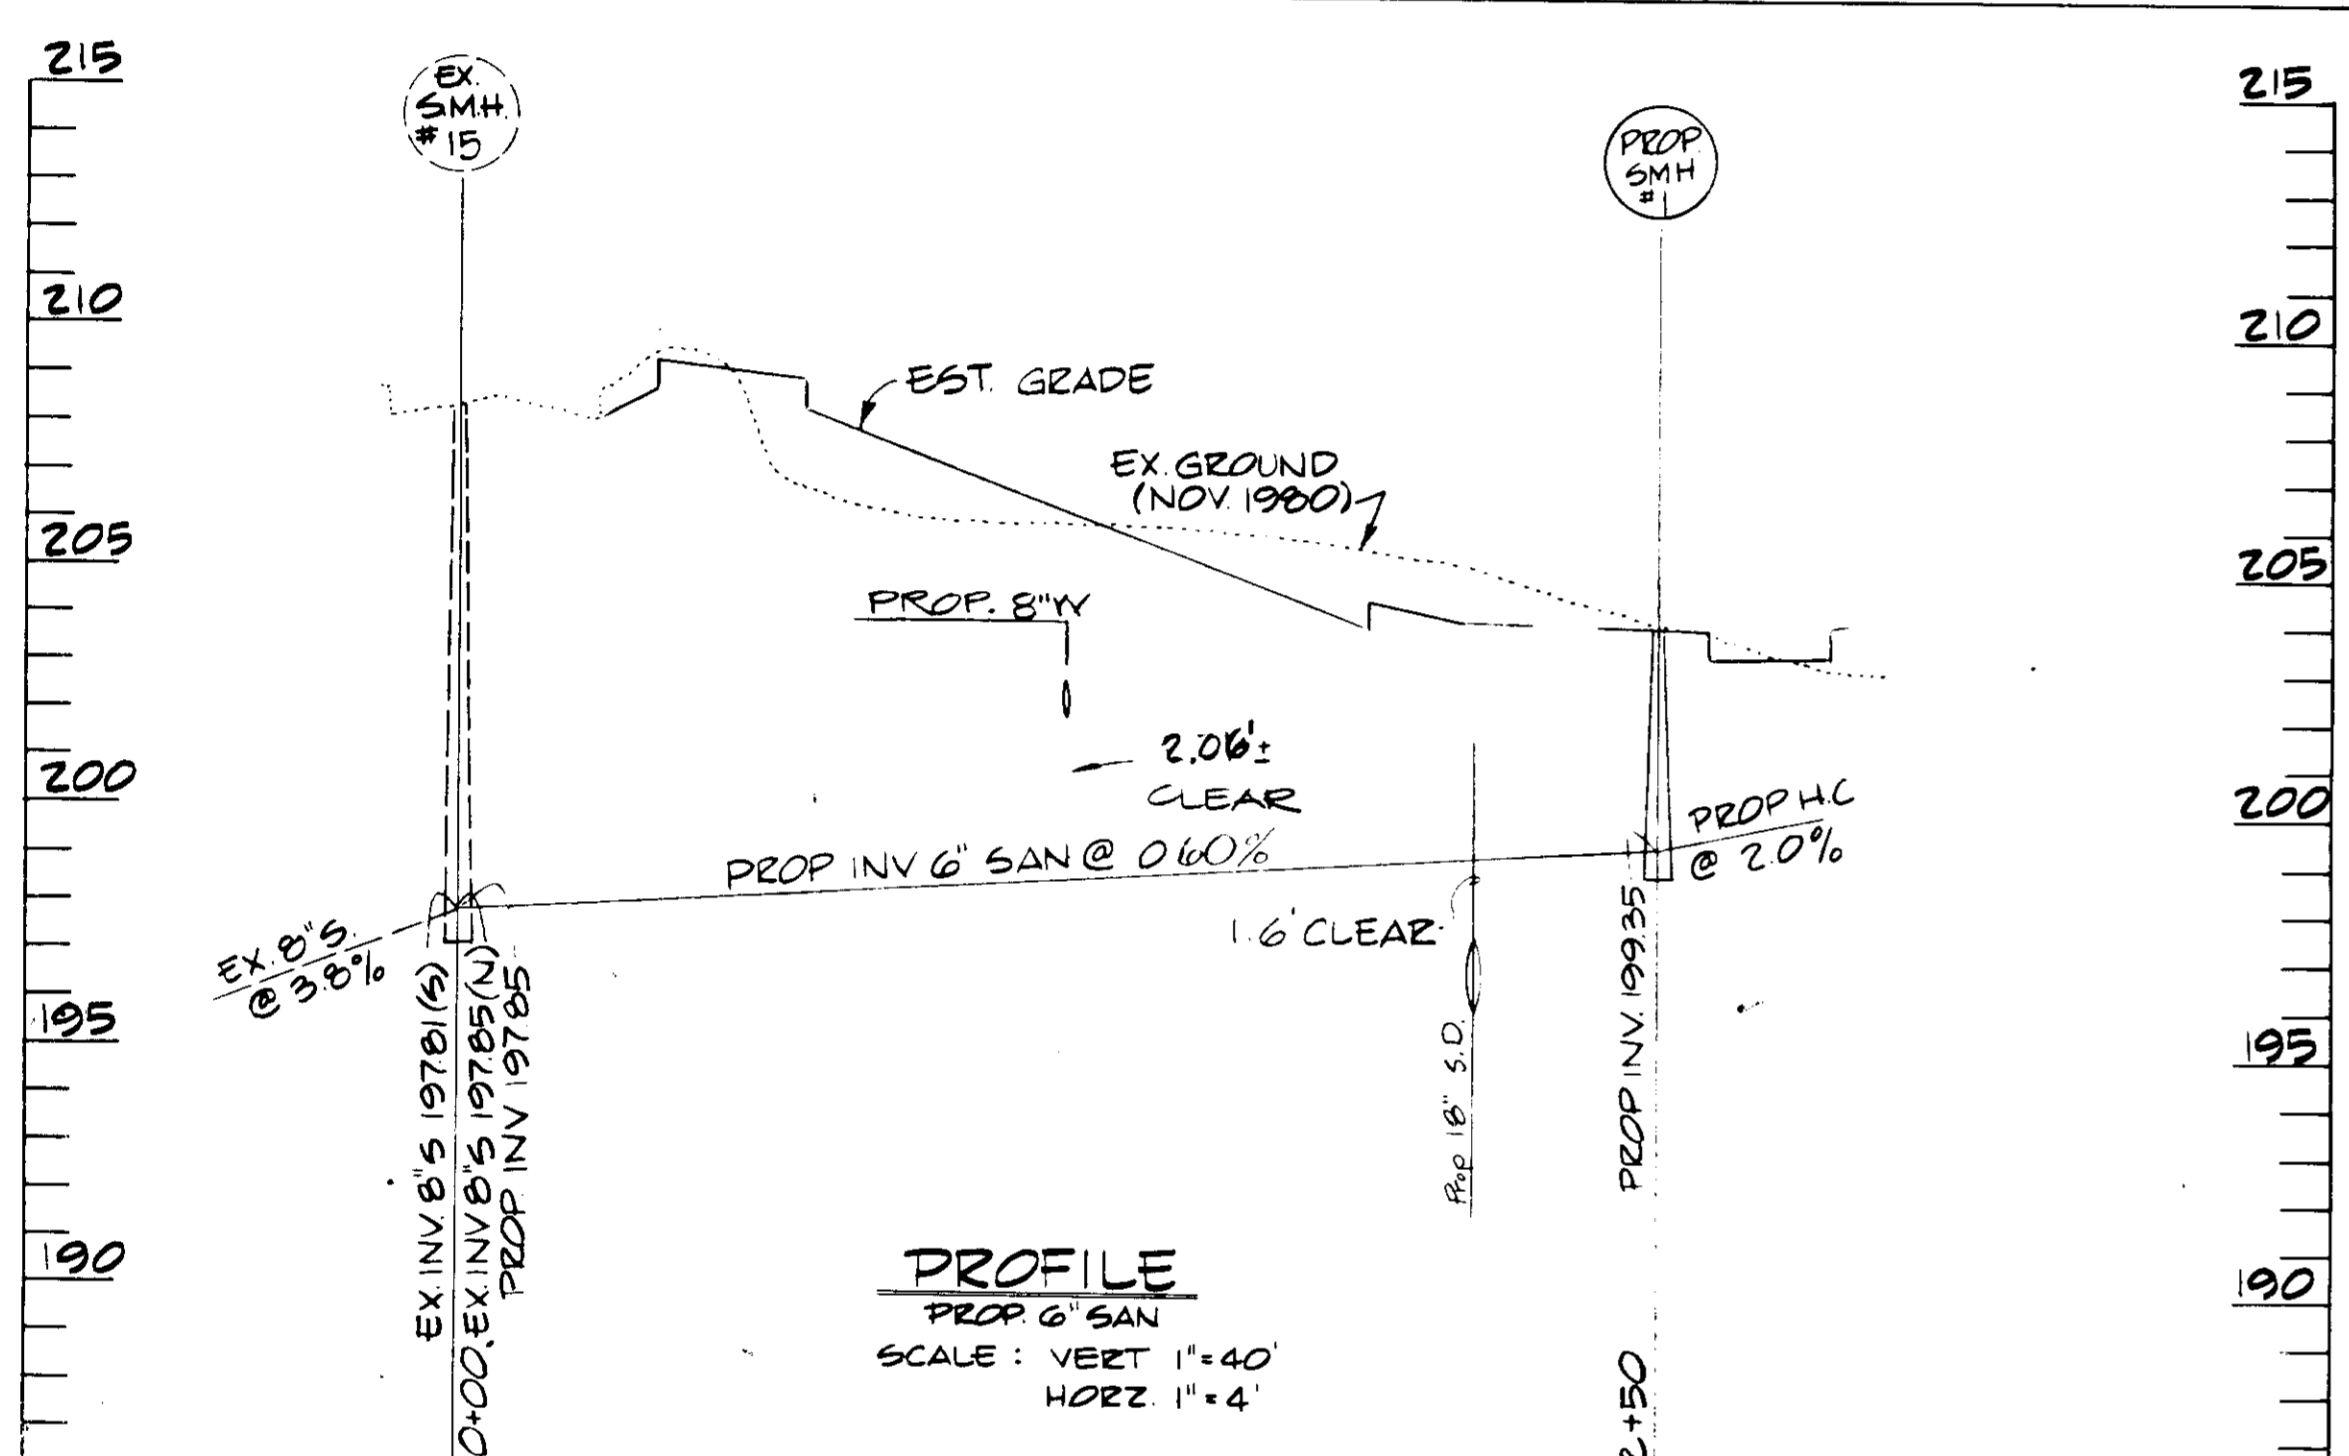 215
210
205
200
195
190
EX.
S.M.H.
# 15
PROP.
SMH
# 1
215
210
205
200
195
190
EST. GRADE
EX. GROUND
(NOV. 1980)
PROP. 8" W
2.06'±
CLEAR
PROP INV 6" SAN @ 0.60%
PROP H.C
@ 2.0%
1.6' CLEAR
EX. 8" S.
@ 3.8%
EX. INV. 8" S 197.81 (S)
EX. INV 8" S 197.85 (N)
PROP. INV 197.85
0+00
Prop 18" S.D.
PROP INV. 199.35
+50
PROFILE
PROP. 6" SAN
SCALE : VERT 1" = 40'
HORZ. 1" = 4'